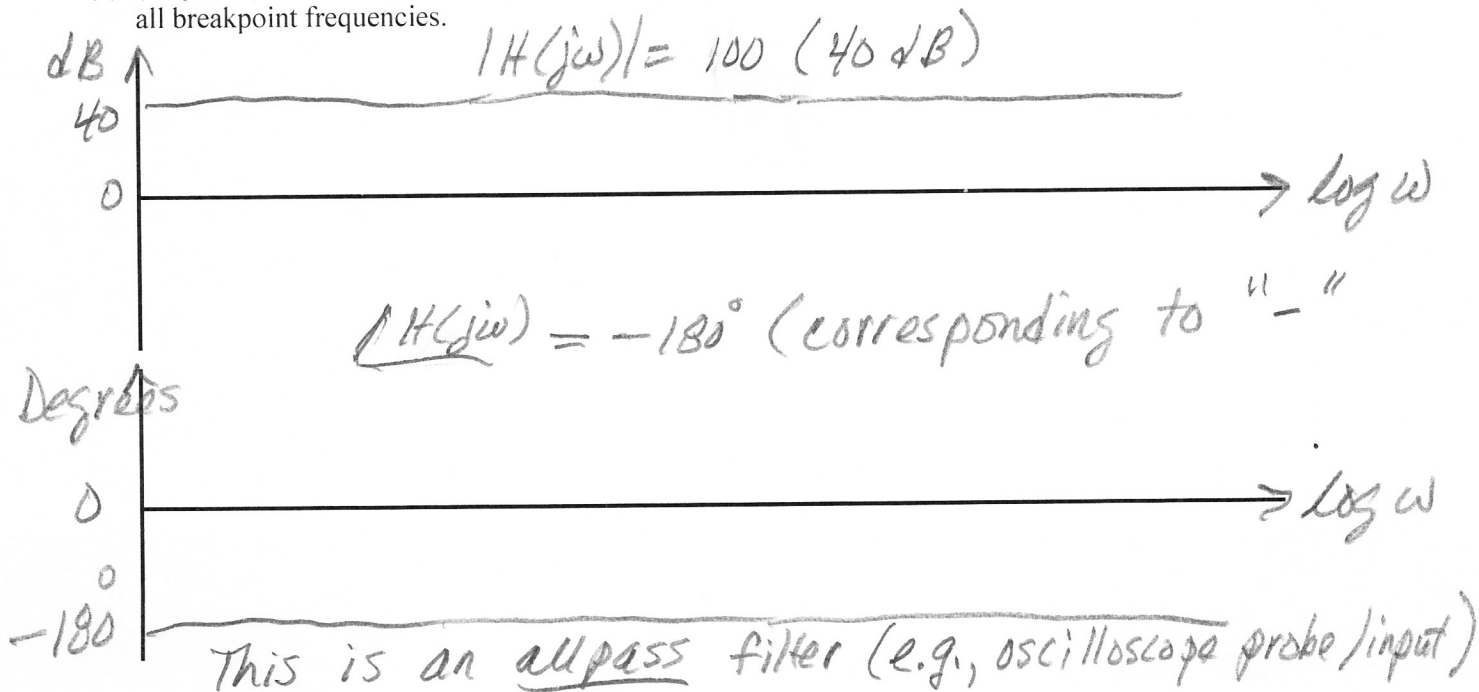 all breakpoint frequencies.
dB
|H(jω)| = 100 (40 dB)
40
0
log ω
∠H(jω) = -180° (corresponding to "-"
Degrees
0
log ω
-180°
This is an allpass filter (e.g., oscilloscope probe/input)